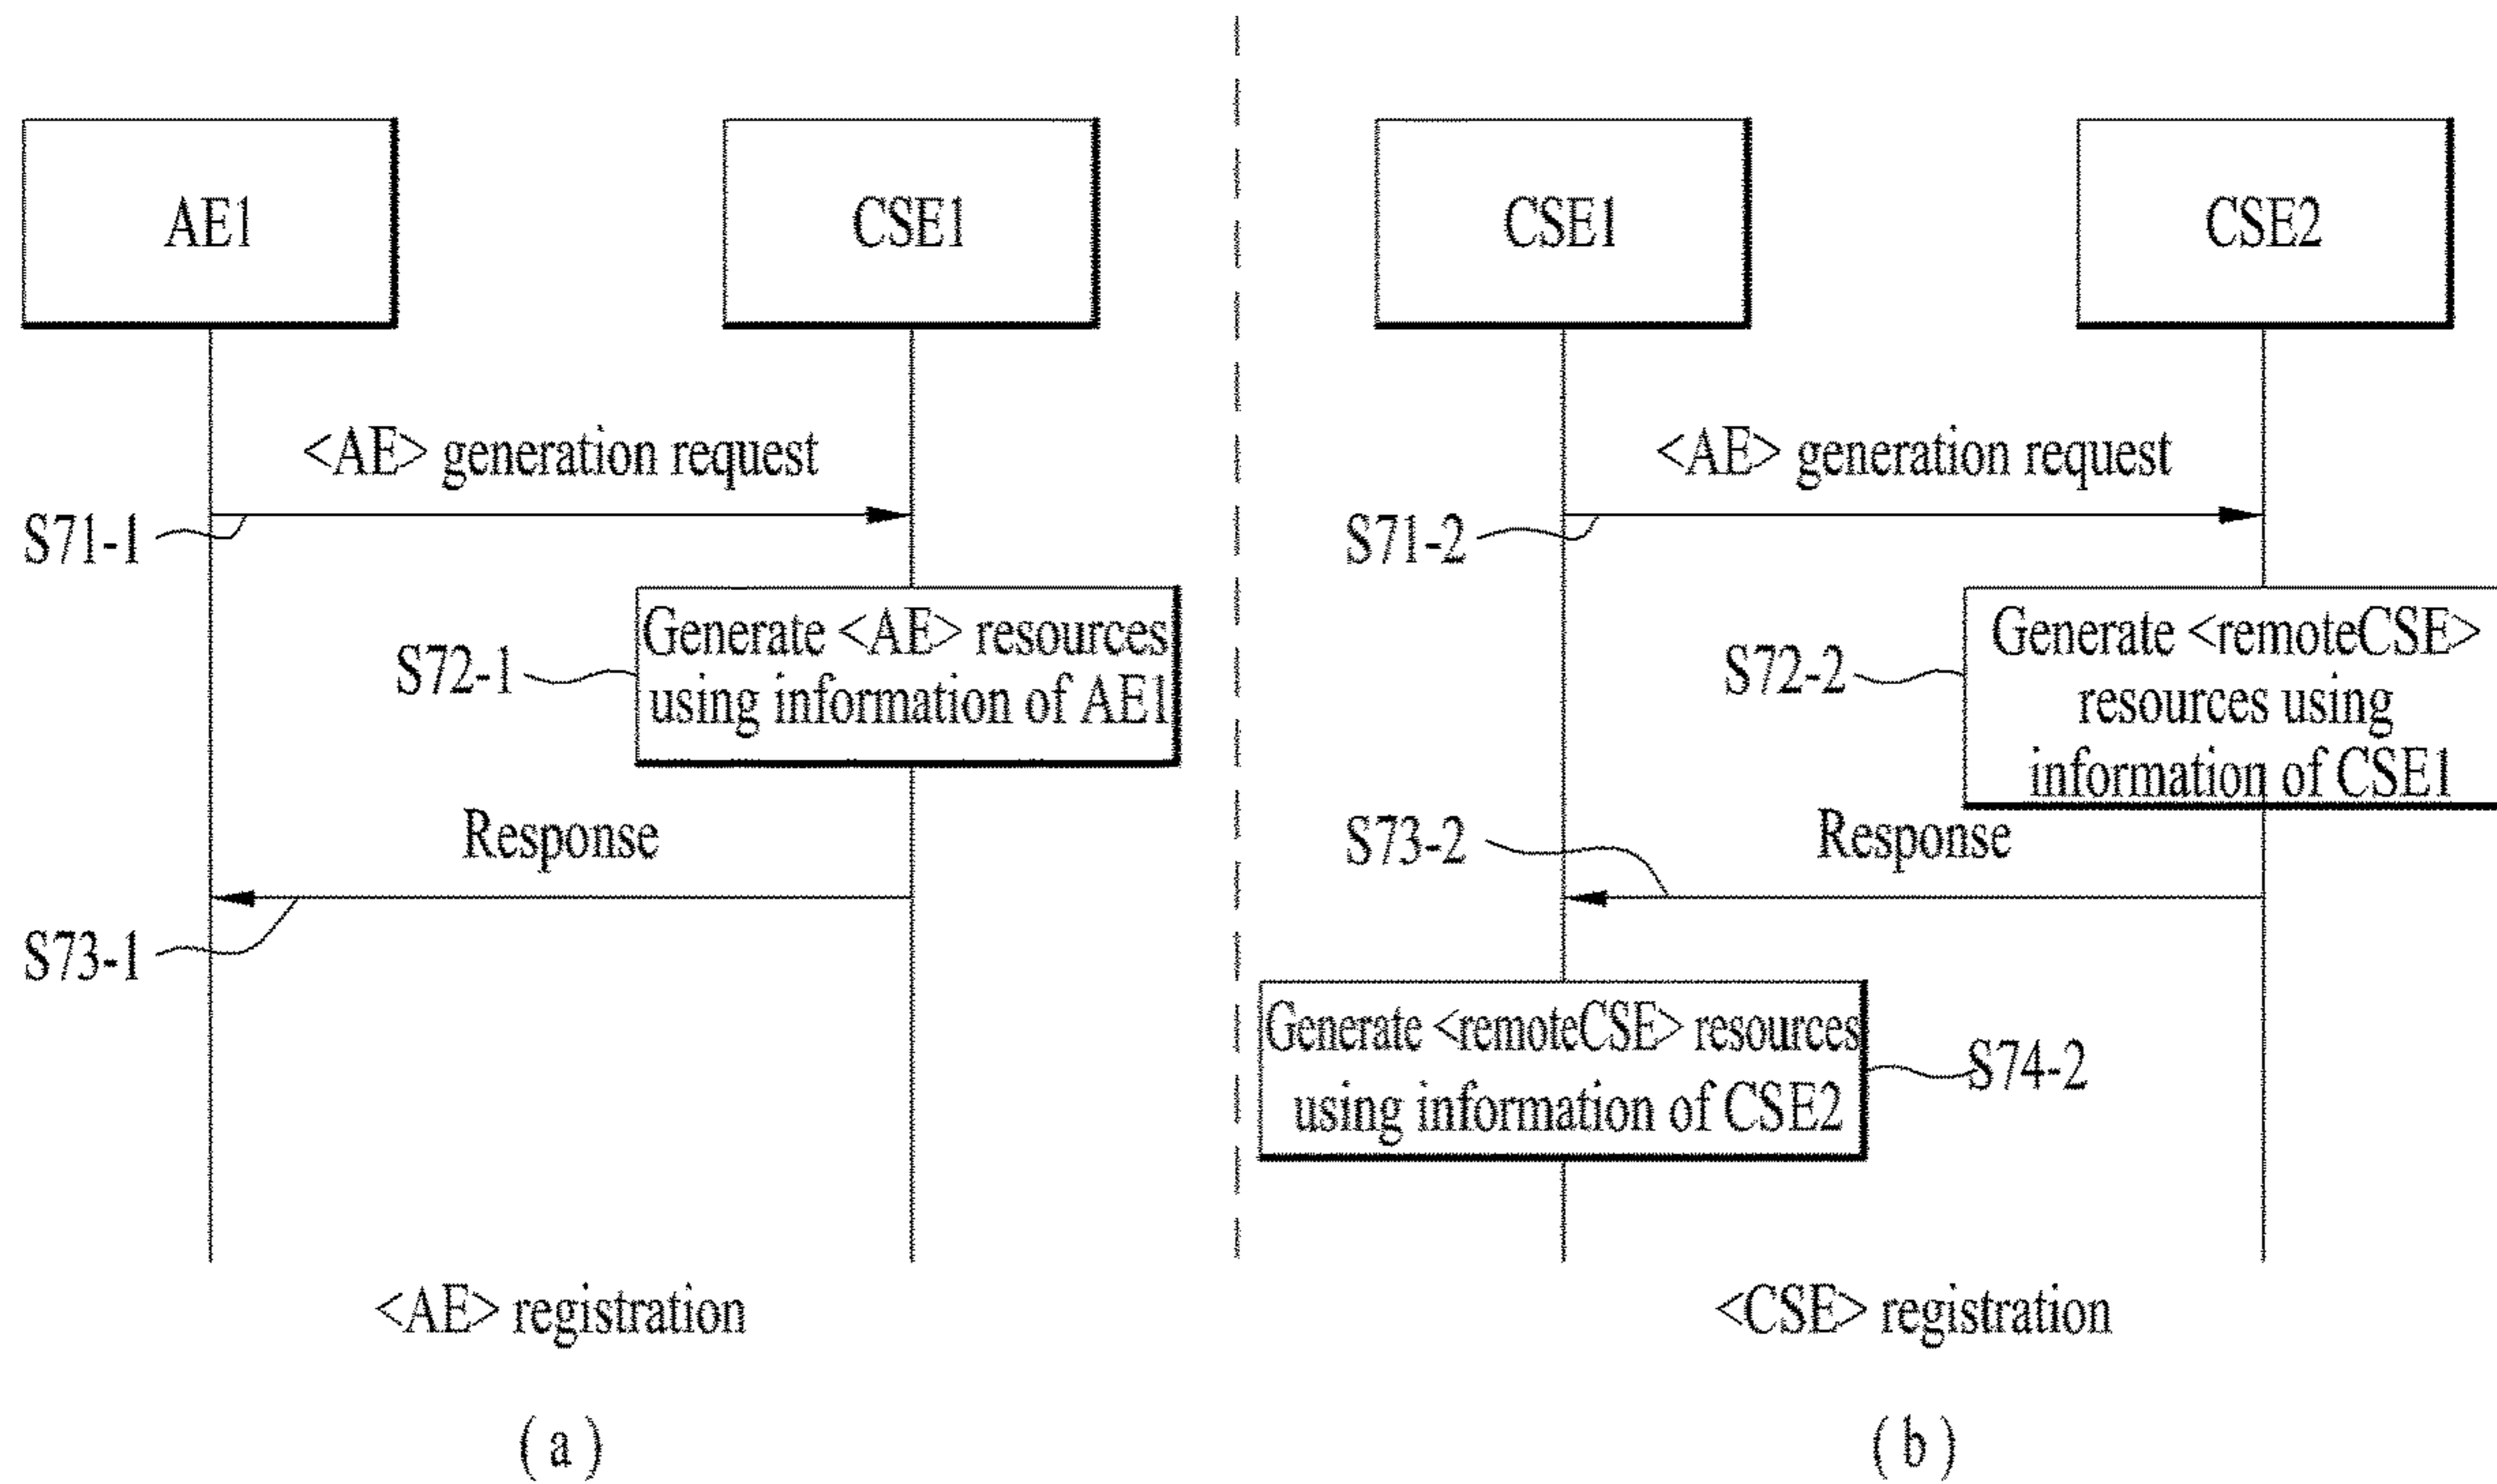 AE1
CSE1
<AE> generation request
S71-1
Generate <AE> resources
using information of AE1
S72-1
Response
S73-1
<AE> registration
( a )
CSE1
CSE2
<AE> generation request
S71-2
Generate <remoteCSE>
resources using
information of CSE1
S72-2
Response
S73-2
Generate <remoteCSE> resources
using information of CSE2
S74-2
<CSE> registration
( b )